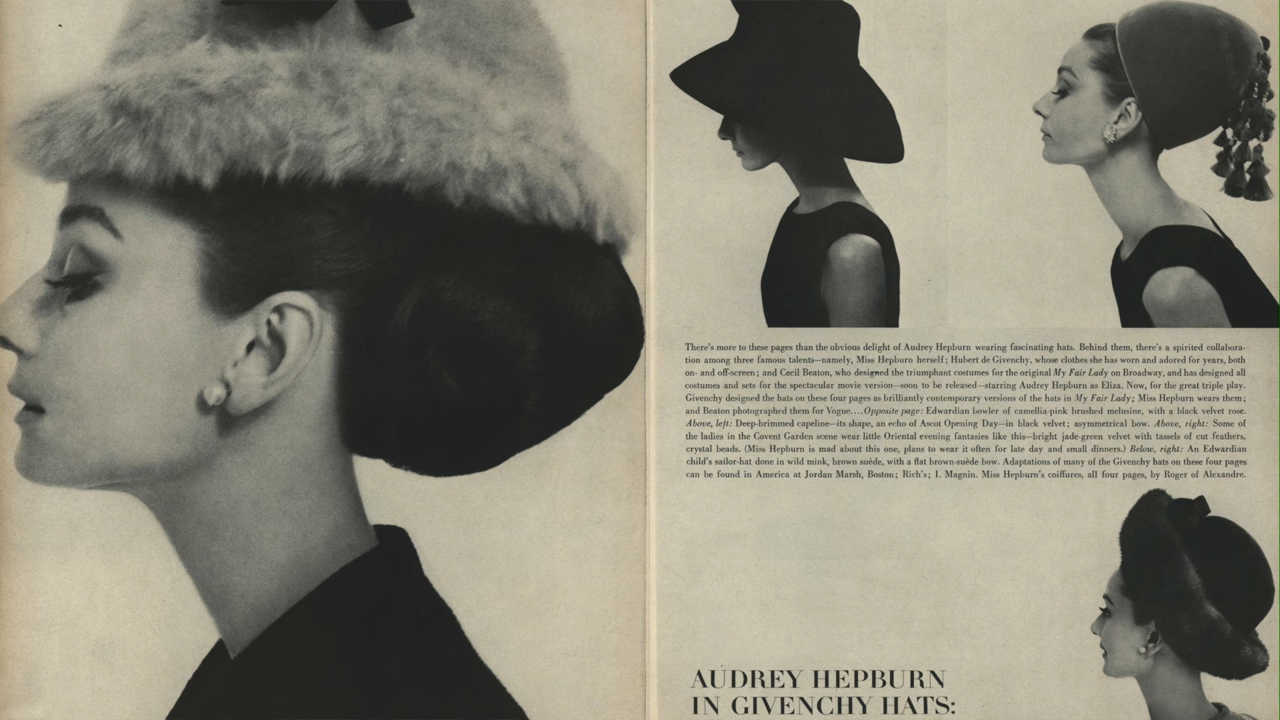 There's more to these pages than the obvious delight of Audrey Hepburn wearing fascinating hats. Behind them, there's a spirited collabora-
tion among three famous talents—namely, Miss Hepburn herself; Hubert de Givenchy, whose clothes she has worn and adored for years, both
on- and off-screen; and Cecil Beaton, who designed the triumphant costumes for the original My Fair Lady on Broadway, and has designed all
costumes and sets for the spectacular movie version—soon to be released—starring Audrey Hepburn as Eliza. Now, for the great triple play.
Givenchy designed the hats on these four pages as brilliantly contemporary versions of the hats in My Fair Lady; Miss Hepburn wears them;
and Beaton photographed them for Vogue....Opposite page: Edwardian bowler of camellia-pink brushed melusine, with a black velvet rose.
Above, left: Deep-brimmed capeline—its shape, an echo of Ascot Opening Day—in black velvet; asymmetrical bow. Above, right: Some of
the ladies in the Covent Garden scene wear little Oriental evening fantasies like this—bright jade-green velvet with tassels of cut feathers,
crystal beads. (Miss Hepburn is mad about this one, plans to wear it often for late day and small dinners.) Below, right: An Edwardian
child's sailor-hat done in wild mink, brown suède, with a flat brown-suède bow. Adaptations of many of the Givenchy hats on these four pages
can be found in America at Jordan Marsh, Boston; Rich's; I. Magnin. Miss Hepburn's coiffures, all four pages, by Roger of Alexandre.
AUDREY HEPBURN
IN GIVENCHY HATS: